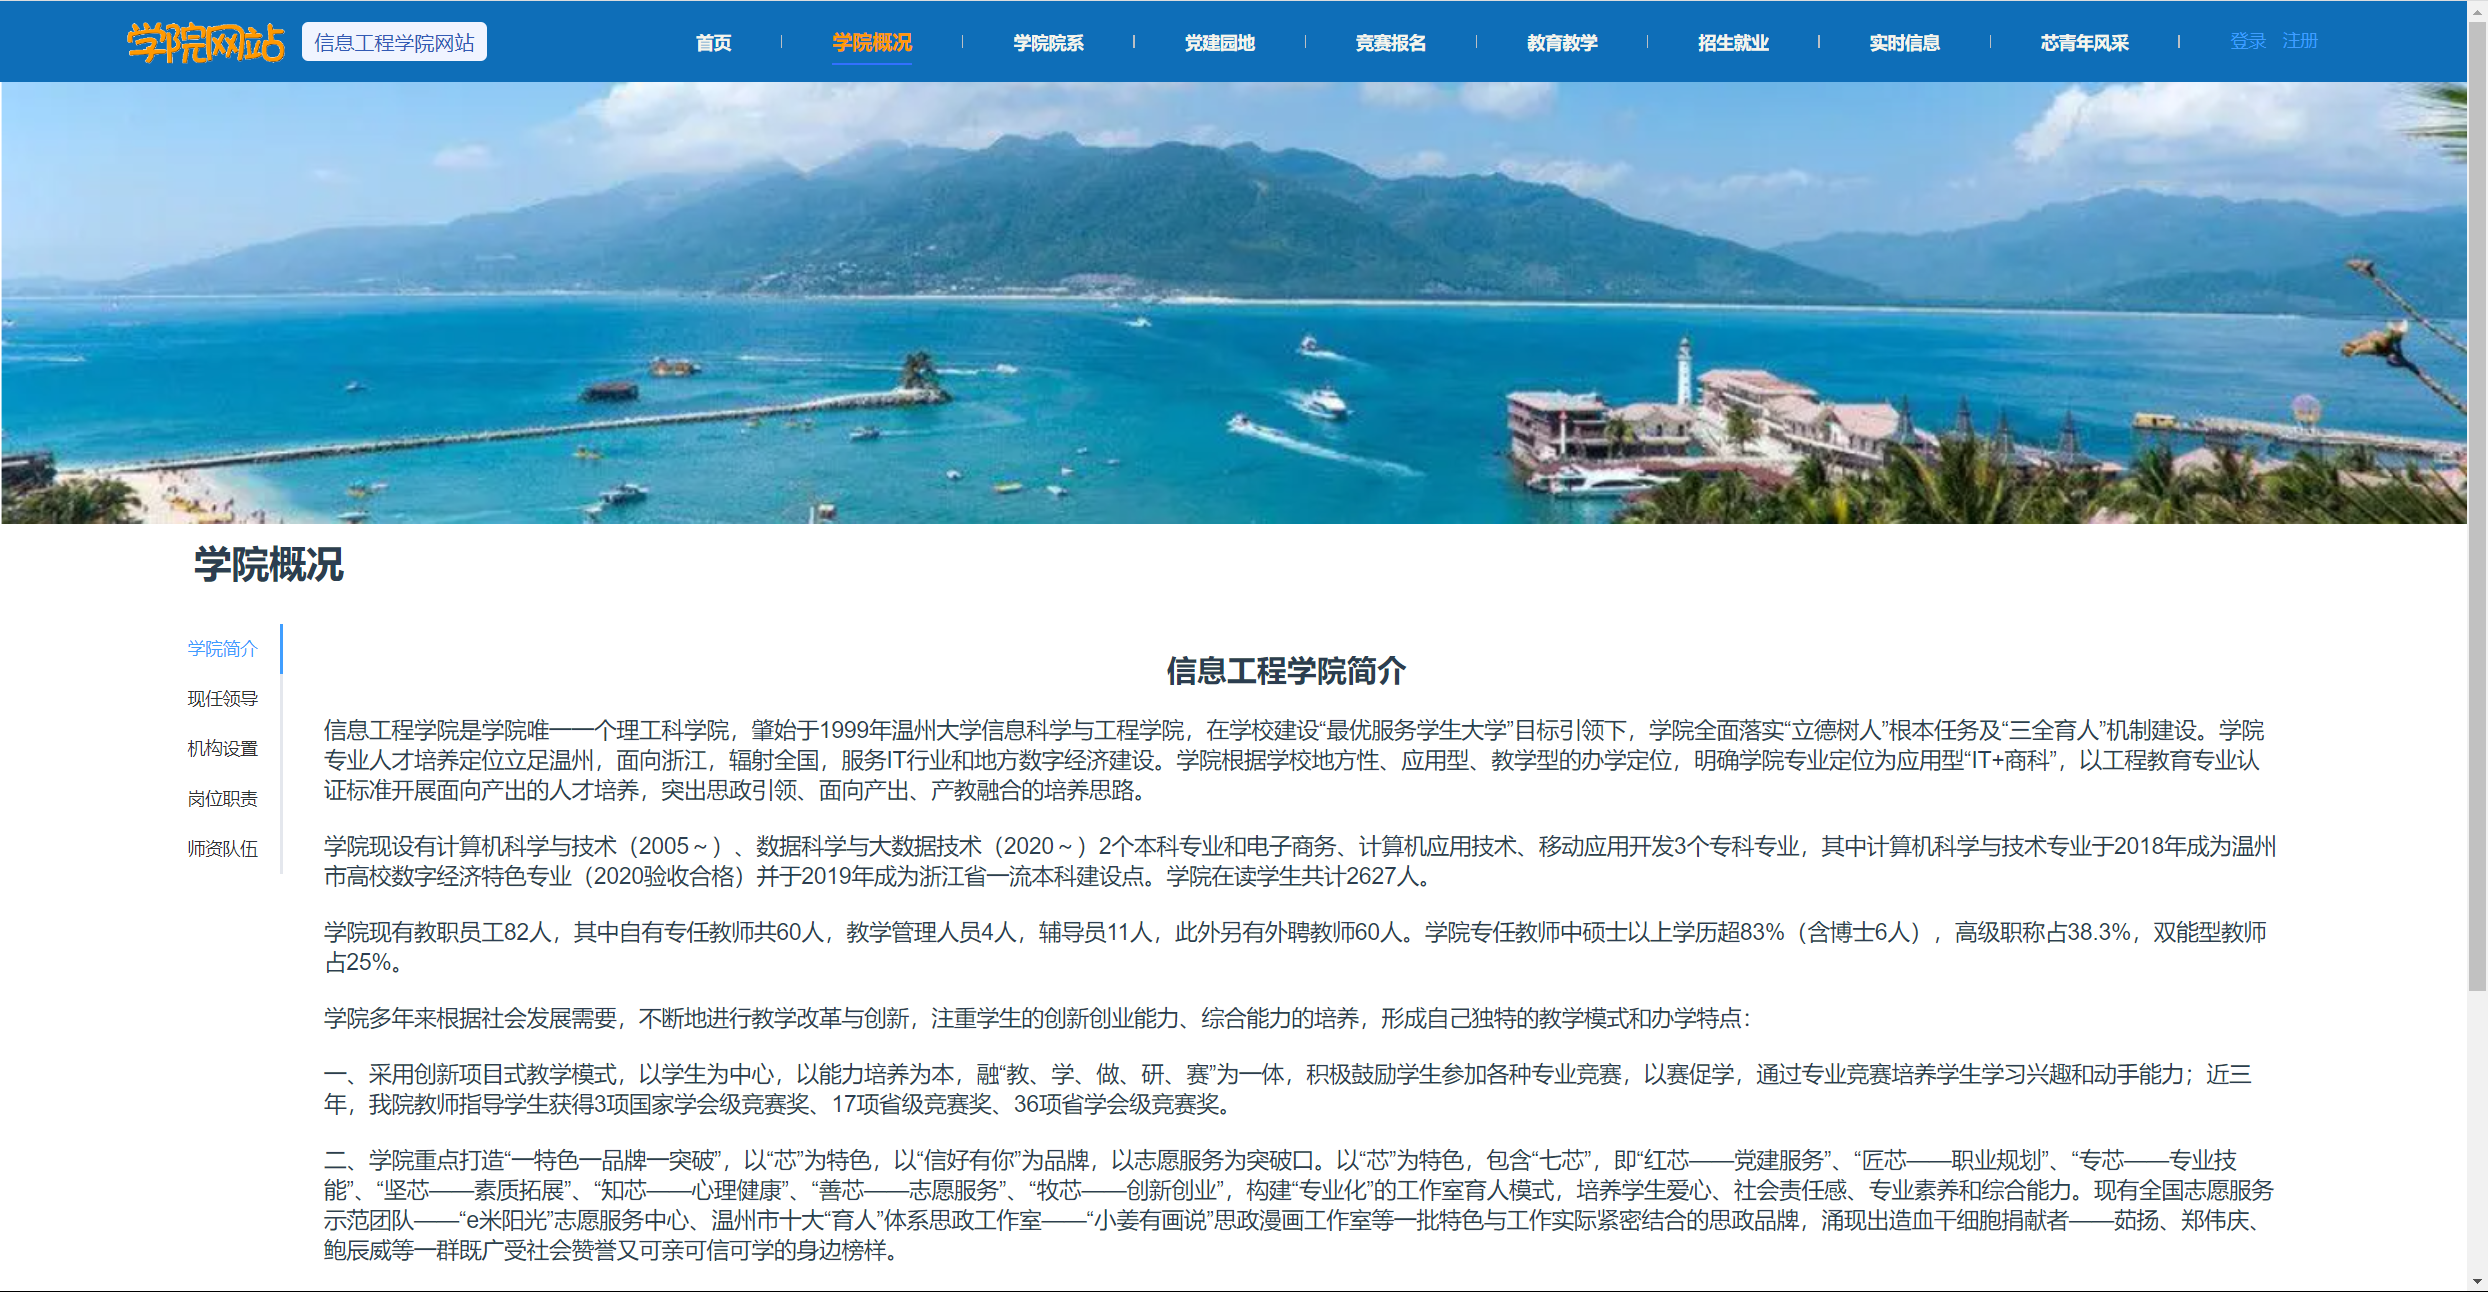 学院网站 信息工程学院网站 首页 学院概况 学院院系 党建园地 竞赛报名 教育教学 招生就业 实时信息 芯青年风采 登录 注册
学院概况
学院简介
现任领导
机构设置
岗位职责
师资队伍
信息工程学院简介
信息工程学院是学院唯一一个理工科学院，肇始于1999年温州大学信息科学与工程学院，在学校建设“最优服务学生大学”目标引领下，学院全面落实“立德树人”根本任务及“三全育人”机制建设。学院
专业人才培养定位立足温州，面向浙江，辐射全国，服务IT行业和地方数字经济建设。学院根据学校地方性、应用型、教学型的办学定位，明确学院专业定位为应用型“IT+商科”，以工程教育专业认
证标准开展面向产出的人才培养，突出思政引领、面向产出、产教融合的培养思路。
学院现设有计算机科学与技术（2005～）、数据科学与大数据技术（2020～）2个本科专业和电子商务、计算机应用技术、移动应用开发3个专科专业，其中计算机科学与技术专业于2018年成为温州
市高校数字经济特色专业（2020验收合格）并于2019年成为浙江省一流本科建设点。学院在读学生共计2627人。
学院现有教职员工82人，其中自有专任教师共60人，教学管理人员4人，辅导员11人，此外另有外聘教师60人。学院专任教师中硕士以上学历超83%（含博士6人），高级职称占38.3%，双能型教师
占25%。
学院多年来根据社会发展需要，不断地进行教学改革与创新，注重学生的创新创业能力、综合能力的培养，形成自己独特的教学模式和办学特点：
一、采用创新项目式教学模式，以学生为中心，以能力培养为本，融“教、学、做、研、赛”为一体，积极鼓励学生参加各种专业竞赛，以赛促学，通过专业竞赛培养学生学习兴趣和动手能力；近三
年，我院教师指导学生获得3项国家学会级竞赛奖、17项省级竞赛奖、36项省学会级竞赛奖。
二、学院重点打造“一特色一品牌一突破”，以“芯”为特色，以“信好有你”为品牌，以志愿服务为突破口。以“芯”为特色，包含“七芯”，即“红芯——党建服务”、“匠芯——职业规划”、“专芯——专业技
能”、“坚芯——素质拓展”、“知芯——心理健康”、“善芯——志愿服务”、“牧芯——创新创业”，构建“专业化”的工作室育人模式，培养学生爱心、社会责任感、专业素养和综合能力。现有全国志愿服务
示范团队——“e米阳光”志愿服务中心、温州市十大“育人”体系思政工作室——“小姜有画说”思政漫画工作室等一批特色与工作实际紧密结合的思政品牌，涌现出造血干细胞捐献者——茹扬、郑伟庆、
鲍辰威等一群既广受社会赞誉又可亲可信可学的身边榜样。